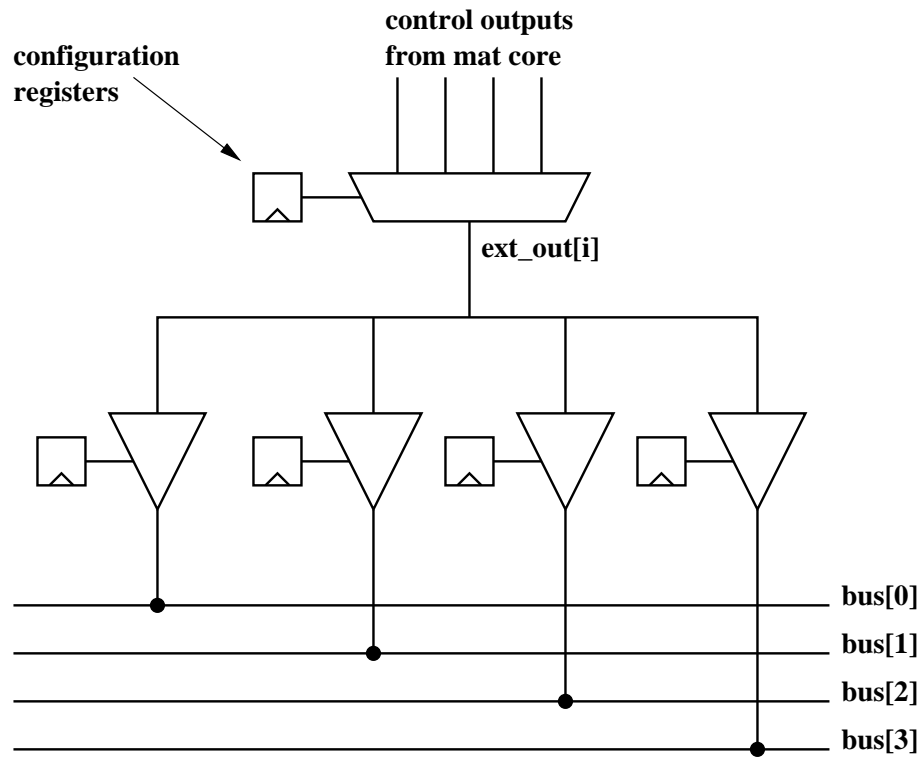 control outputs
from mat core
configuration
registers
ext_out[i]
bus[0]
bus[1]
bus[2]
bus[3]